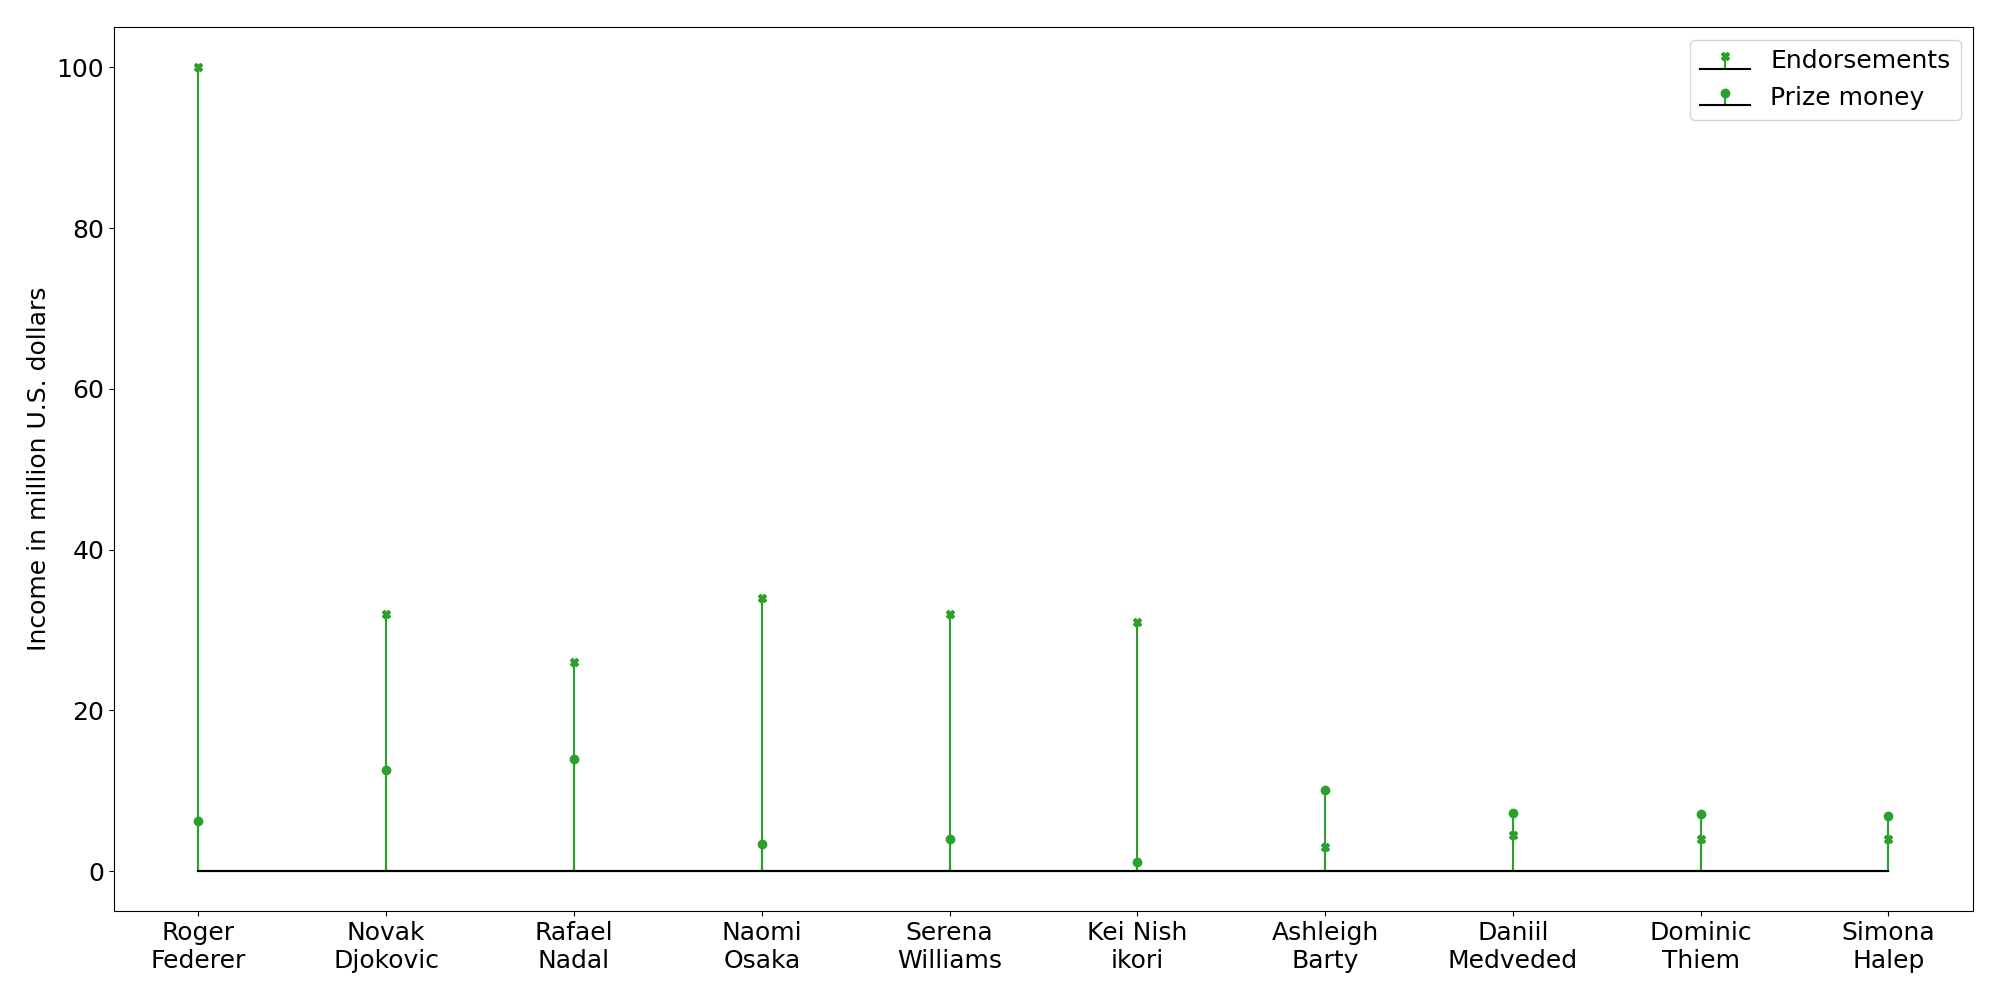 Endorsements
Prize money
Income in million U.S. dollars
100
80
60
40
20
0
Roger
Federer
Novak
Djokovic
Rafael
Nadal
Naomi
Osaka
Serena
Williams
Kei Nish
ikori
Ashleigh
Barty
Daniil
Medveded
Dominic
Thiem
Simona
Halep